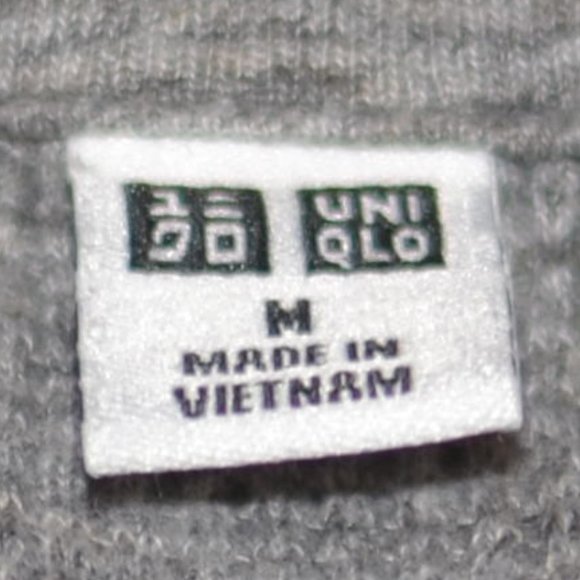 ユニ UNI
クロ QLO
M
MADE IN
VIETNAM